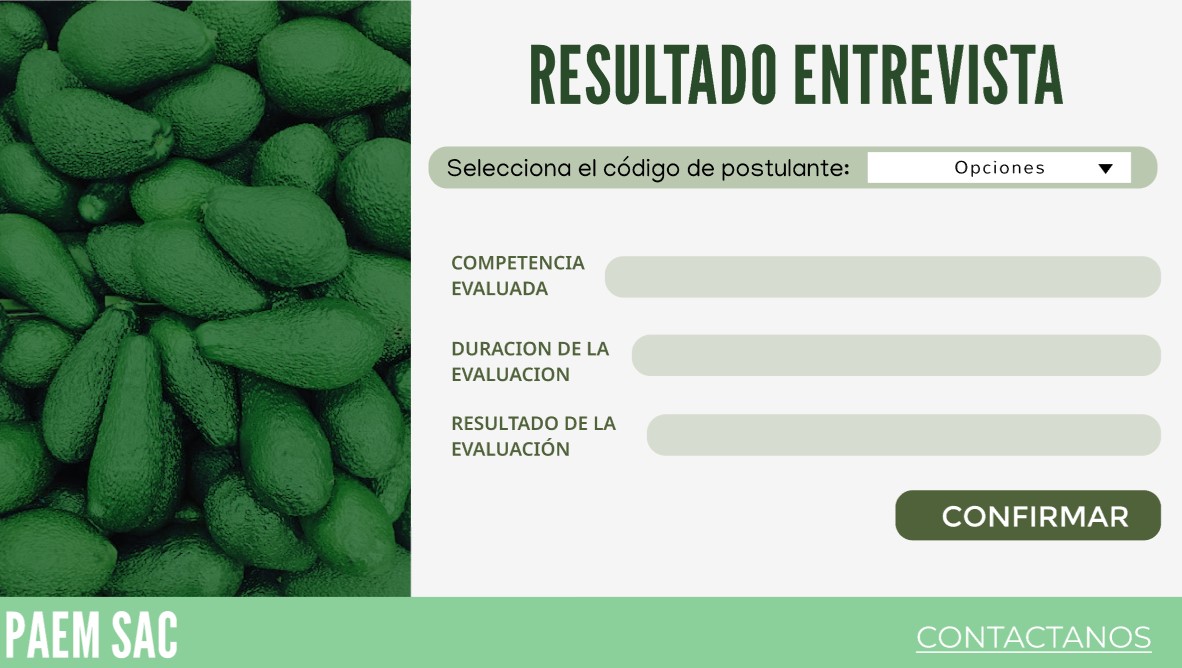 RESULTADO ENTREVISTA
Selecciona el código de postulante:
Opciones
COMPETENCIA
EVALUADA
DURACION DE LA
EVALUACION
RESULTADO DE LA
EVALUACIÓN
CONFIRMAR
PAEM SAC
CONTACTANOS